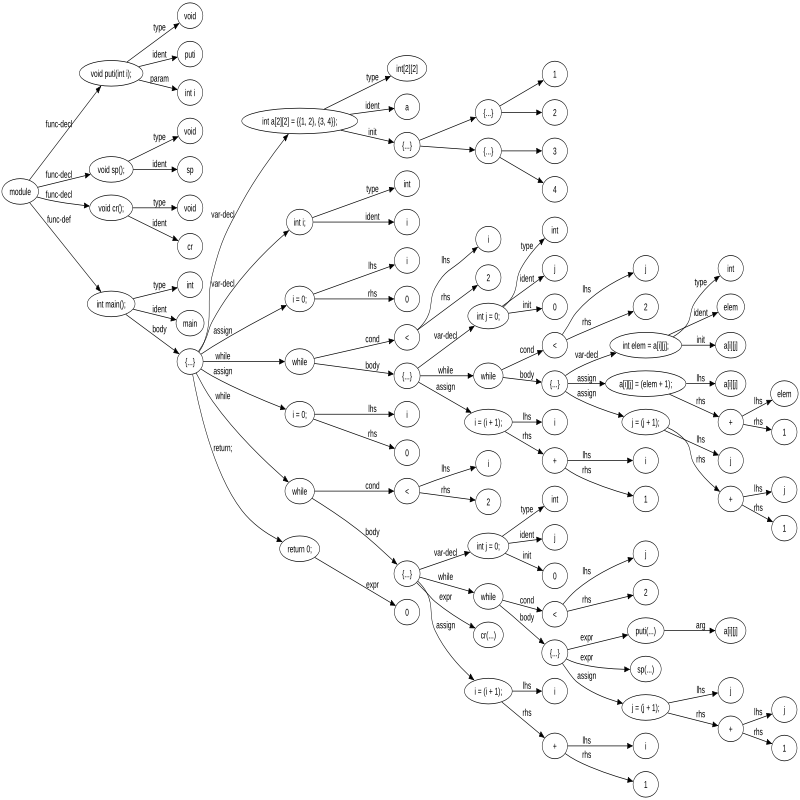 module
func-decl
void puti(int i);
type
void
ident
puti
param
int i
func-decl
void sp();
type
void
ident
sp
func-decl
void cr();
type
void
ident
cr
func-def
int main();
type
int
ident
main
body
{...}
var-decl
int a[2][2] = {{1, 2}, {3, 4}};
type
int[2][2]
ident
a
init
{...}
{...}
1
2
{...}
3
4
var-decl
int i;
type
int
ident
i
assign
i = 0;
lhs
i
rhs
0
while
while
cond
<
lhs
i
rhs
2
body
{...}
var-decl
int j = 0;
type
int
ident
j
init
0
while
while
cond
<
lhs
j
rhs
2
body
{...}
var-decl
int elem = a[i][j];
type
int
ident
elem
init
a[i][j]
assign
a[i][j] = (elem + 1);
lhs
a[i][j]
rhs
+
lhs
elem
rhs
1
assign
j = (j + 1);
lhs
j
rhs
+
lhs
j
rhs
1
assign
i = (i + 1);
lhs
i
rhs
+
lhs
i
rhs
1
assign
i = 0;
lhs
i
rhs
0
while
while
cond
<
lhs
i
rhs
2
body
{...}
var-decl
int j = 0;
type
int
ident
j
init
0
while
while
cond
<
lhs
j
rhs
2
body
{...}
expr
puti(...)
arg
a[i][j]
expr
sp(...)
assign
j = (j + 1);
lhs
j
rhs
+
lhs
j
rhs
1
expr
cr(...)
assign
i = (i + 1);
lhs
i
rhs
+
lhs
i
rhs
1
return;
return 0;
expr
0